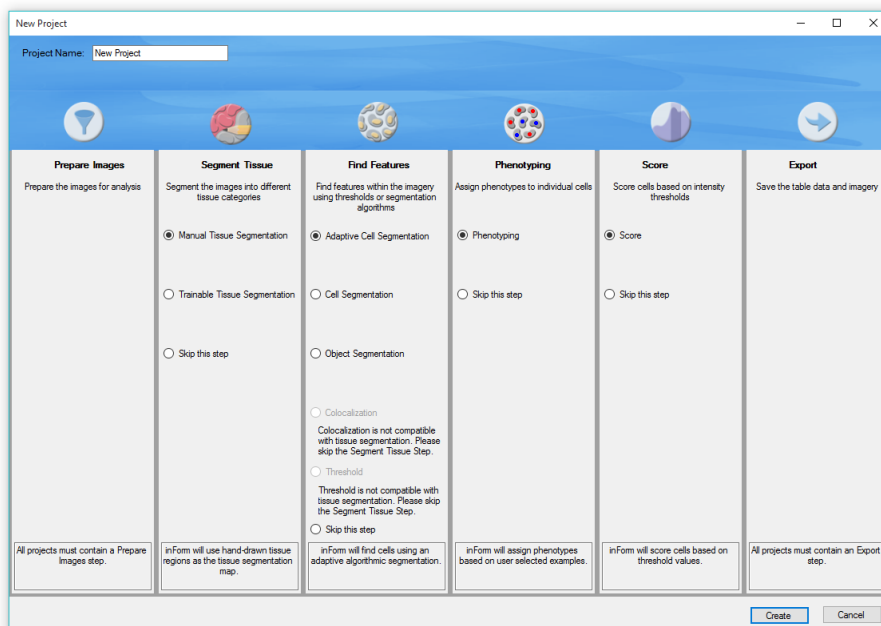 New Project
Project Name:
New Project
Prepare Images
Prepare the images for analysis
All projects must contain a Prepare
Images step.
Segment Tissue
Segment the images into different
tissue categories
Manual Tissue Segmentation
Trainable Tissue Segmentation
Skip this step
inForm will use hand-drawn tissue
regions as the tissue segmentation
map.
Find Features
Find features within the imagery
using thresholds or segmentation
algorithms
Adaptive Cell Segmentation
Cell Segmentation
Object Segmentation
Colocalization
Colocalization is not compatible
with tissue segmentation. Please
skip the Segment Tissue Step.
Threshold
Threshold is not compatible with
tissue segmentation. Please skip
the Segment Tissue Step.
Skip this step
inForm will find cells using an
adaptive algorithmic segmentation.
Phenotyping
Assign phenotypes to individual cells
Phenotyping
Skip this step
inForm will assign phenotypes
based on user selected examples.
Score
Score cells based on intensity
thresholds
Score
Skip this step
inForm will score cells based on
threshold values.
Export
Save the table data and imagery
All projects must contain an Export
step.
Create
Cancel